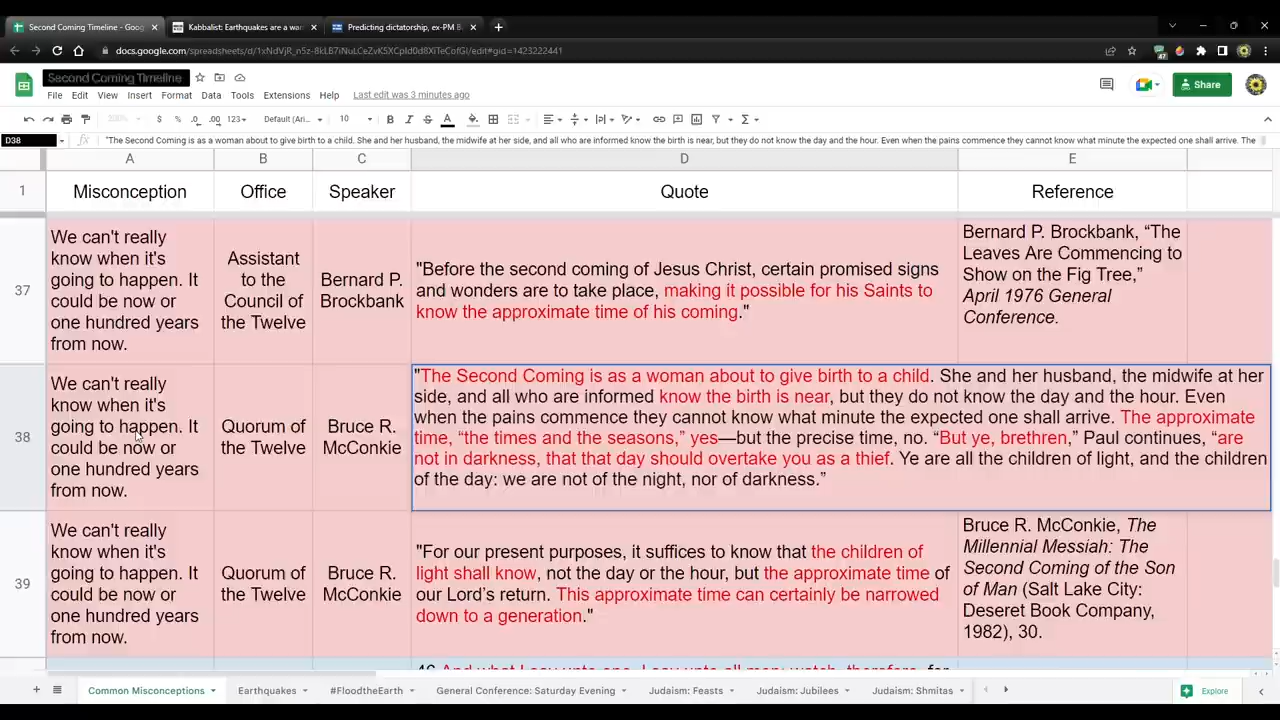 Second Coming Timeline - Goog
Kabbalist: Earthquakes are a war
Predicting dictatorship, ex-PM B
docs.google.com/spreadsheets/d/
Second Coming Timeline
File Edit View Insert Format Data Tools Extensions Help Last edit was 3 minutes ago
Share
200% $ % .0 .00 123 Default (Ari... 10
D38 fx "The Second Coming is as a woman about to give birth to a child. She and her husband, the midwife at her side, and all who are informed know the birth is near, but they do not know the day and the hour. Even when the pains commence they cannot know what minute the expected one shall arrive. The
A B C D E
1 Misconception Office Speaker Quote Reference
37
We can't really
know when it's
going to happen. It
could be now or
one hundred years
from now.
Assistant
to the
Council of
the Twelve
Bernard P.
Brockbank
"Before the second coming of Jesus Christ, certain promised signs
and wonders are to take place, making it possible for his Saints to
know the approximate time of his coming."
Bernard P. Brockbank, “The
Leaves Are Commencing to
Show on the Fig Tree,”
April 1976 General
Conference.
38
We can't really
know when it's
going to happen. It
could be now or
one hundred years
from now.
Quorum of
the Twelve
Bruce R.
McConkie
"The Second Coming is as a woman about to give birth to a child. She and her husband, the midwife at her
side, and all who are informed know the birth is near, but they do not know the day and the hour. Even
when the pains commence they cannot know what minute the expected one shall arrive. The approximate
time, “the times and the seasons,” yes—but the precise time, no. “But ye, brethren,” Paul continues, “are
not in darkness, that that day should overtake you as a thief. Ye are all the children of light, and the children
of the day: we are not of the night, nor of darkness.”
39
We can't really
know when it's
going to happen. It
could be now or
one hundred years
from now.
Quorum of
the Twelve
Bruce R.
McConkie
"For our present purposes, it suffices to know that the children of
light shall know, not the day or the hour, but the approximate time of
our Lord’s return. This approximate time can certainly be narrowed
down to a generation."
Bruce R. McConkie, The
Millennial Messiah: The
Second Coming of the Son
of Man (Salt Lake City:
Deseret Book Company,
1982), 30.
46 And what I say unto one, I say unto all men; watch, therefore, for
Common Misconceptions Earthquakes #FloodtheEarth General Conference: Saturday Evening Judaism: Feasts Judaism: Jubilees Judaism: Shmitas
Explore